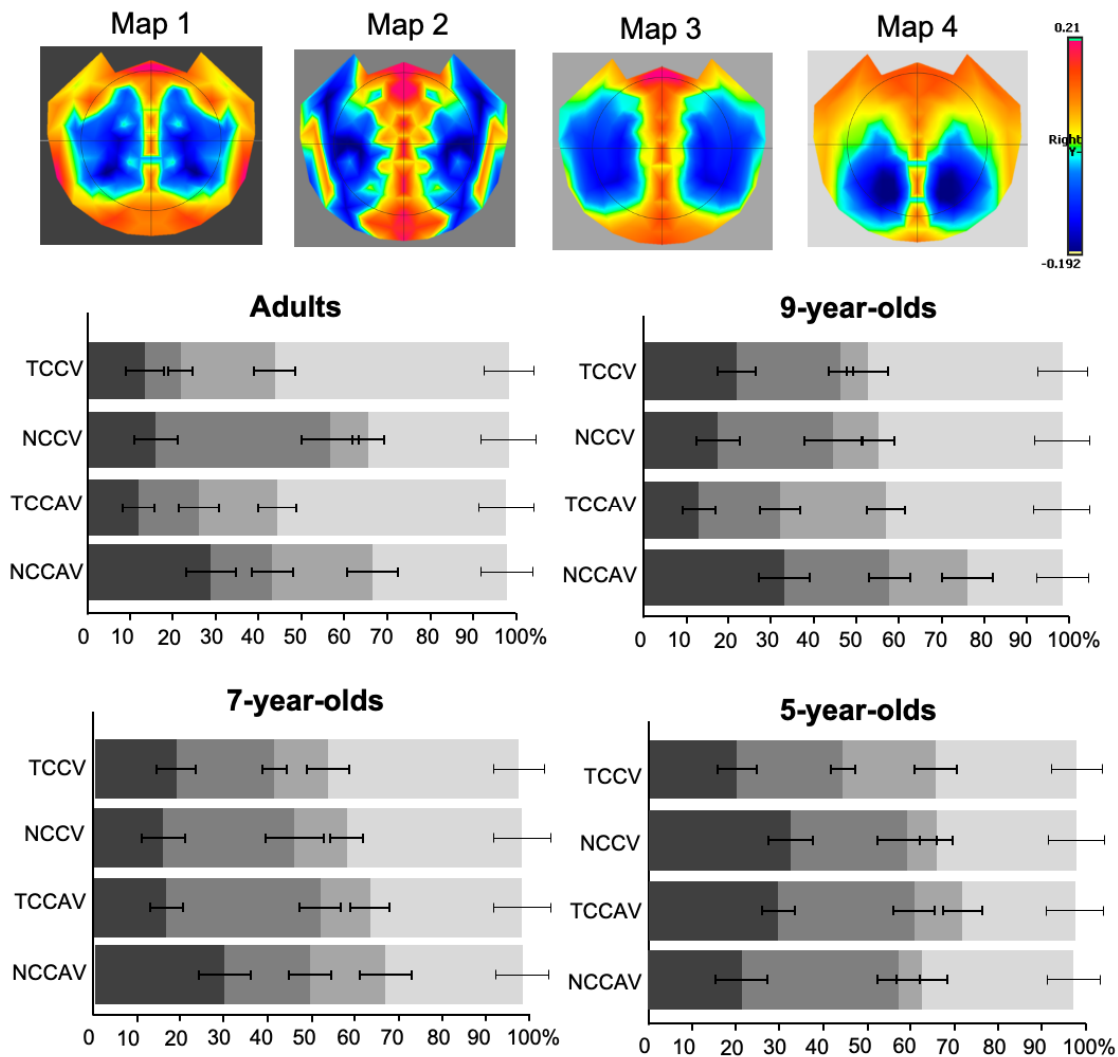 Map 1
Map 2
Map 3
Map 4
0.21
Right
Y-
-0.192
Adults
TCCV
NCCV
TCCAV
NCCAV
0 10 20 30 40 50 60 70 80 90 100%
9-year-olds
TCCV
NCCV
TCCAV
NCCAV
0 10 20 30 40 50 60 70 80 90 100%
7-year-olds
TCCV
NCCV
TCCAV
NCCAV
0 10 20 30 40 50 60 70 80 90 100%
5-year-olds
TCCV
NCCV
TCCAV
NCCAV
0 10 20 30 40 50 60 70 80 90 100%